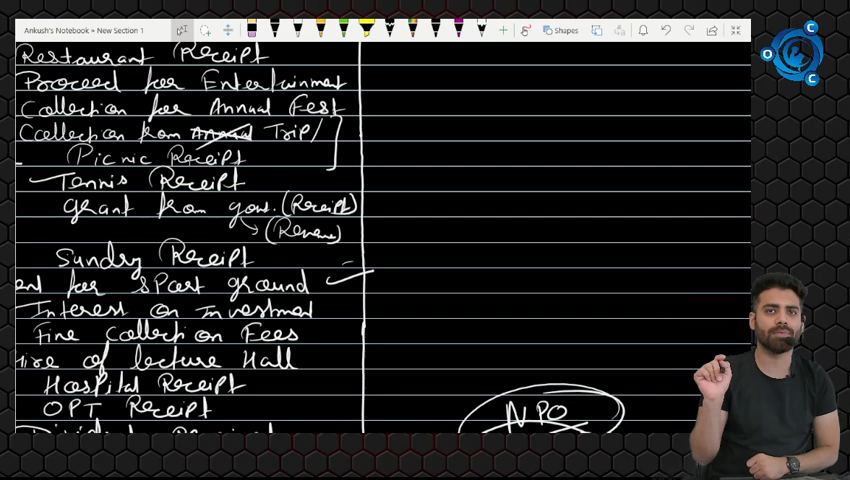 Ankush's Notebook > New Section 1
Shapes
C
O
C
Restaurant Receipt
Proceed for Entertainment
Collection for Annual Fest
Collection from Annual Trip/
Picnic Receipt
Tennis Receipt
grant from govt. (Receipt)
(Revenue)
Sundry Receipt
ent for sPort ground
Interest on Investment
Fine Collection Fees
Hire of lecture Hall
Hospital Receipt
OPT Receipt
NPO